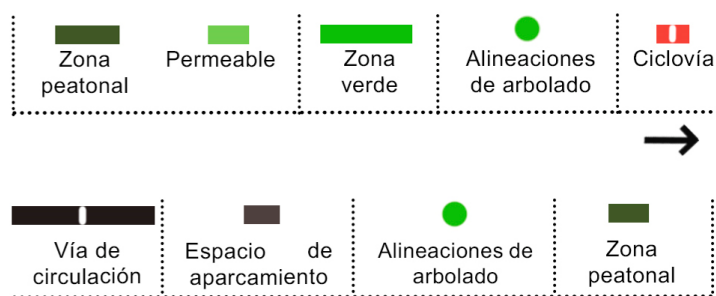 Zona peatonal
Permeable
Zona verde
Alineaciones de arbolado
Ciclovía
Vía de circulación
Espacio de aparcamiento
Alineaciones de arbolado
Zona peatonal